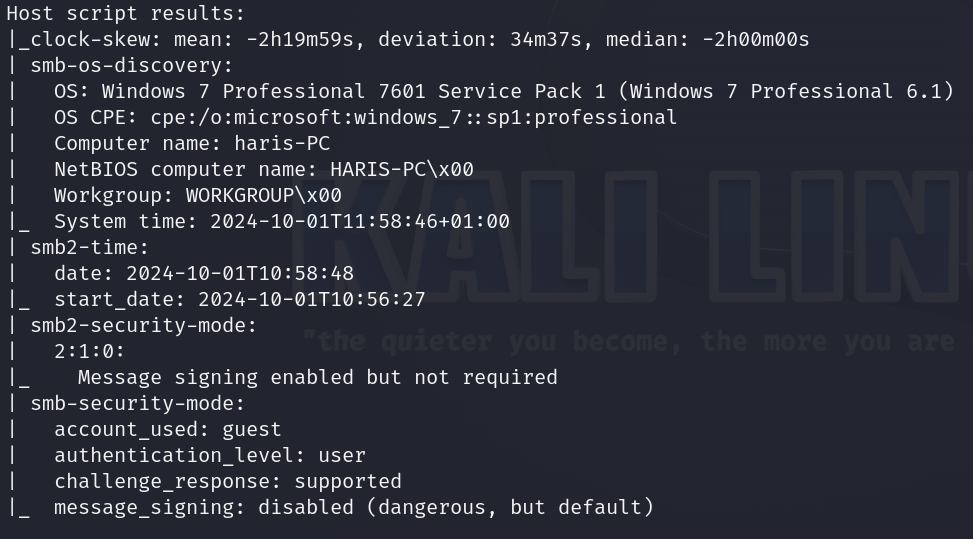 Host script results:
|_clock-skew: mean: -2h19m59s, deviation: 34m37s, median: -2h00m00s
| smb-os-discovery:
|   OS: Windows 7 Professional 7601 Service Pack 1 (Windows 7 Professional 6.1)
|   OS CPE: cpe:/o:microsoft:windows_7::sp1:professional
|   Computer name: haris-PC
|   NetBIOS computer name: HARIS-PC\x00
|   Workgroup: WORKGROUP\x00
|_  System time: 2024-10-01T11:58:46+01:00
| smb2-time:
|   date: 2024-10-01T10:58:48
|_  start_date: 2024-10-01T10:56:27
| smb2-security-mode:
|   2:1:0:
|_    Message signing enabled but not required
| smb-security-mode:
|   account_used: guest
|   authentication_level: user
|   challenge_response: supported
|_  message_signing: disabled (dangerous, but default)
KALI LIN
"the quieter you become, the more you are